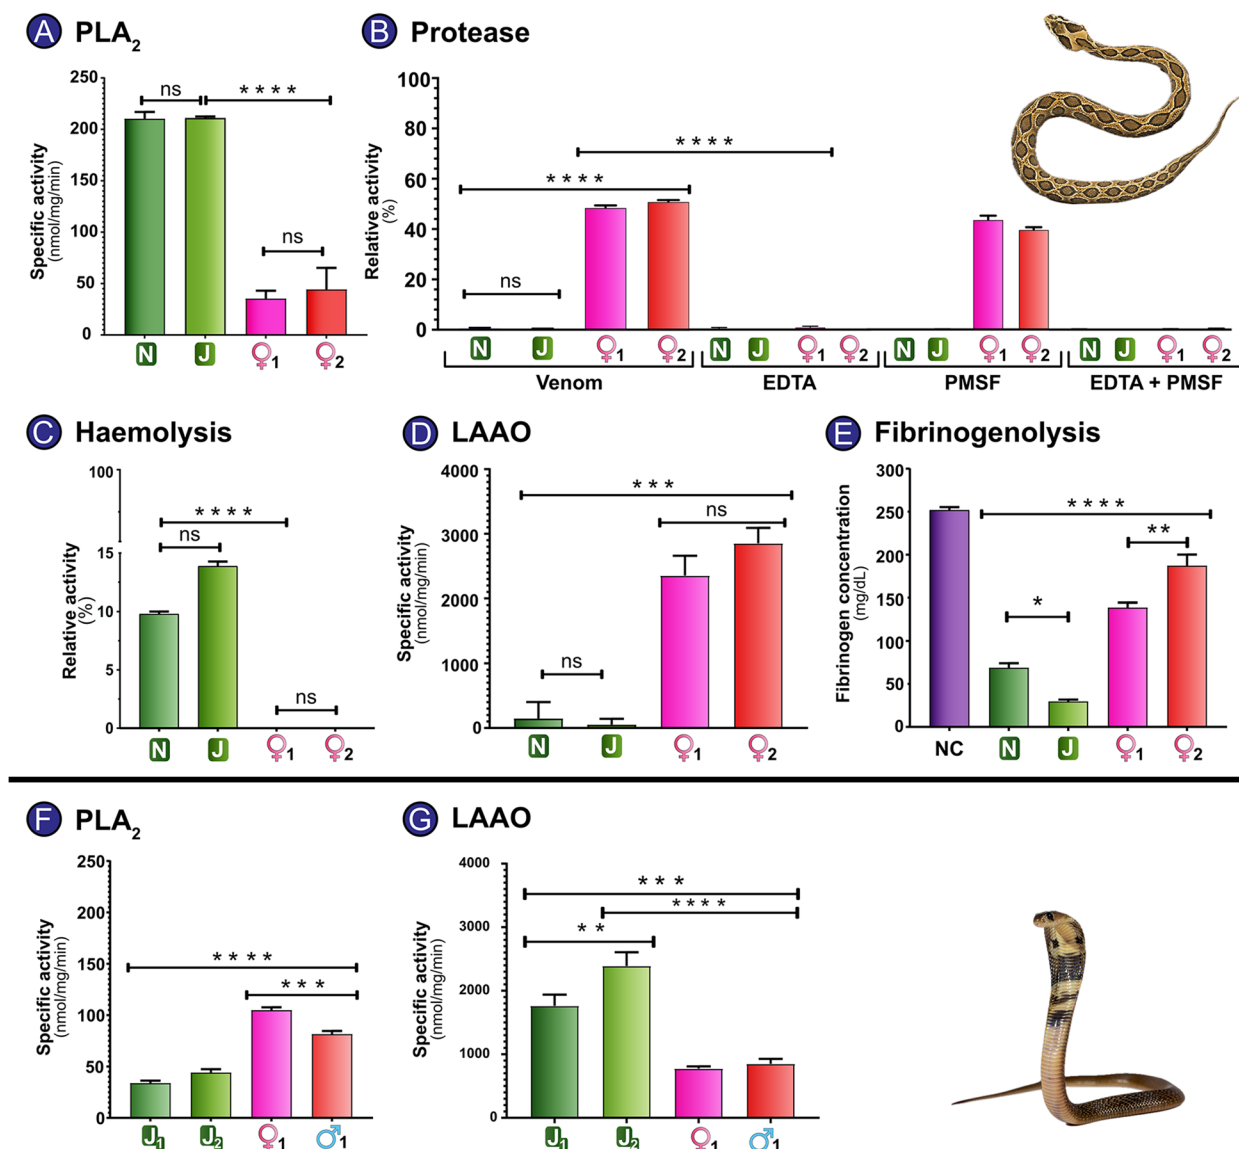 A PLA2
Specific activity
(nmol/mg/min)
250
200
150
100
50
0
ns
****
ns
N J ♀1 ♀2
B Protease
Relative activity
(%)
100
80
60
40
20
0
****
****
ns
N J ♀1 ♀2 N J ♀1 ♀2 N J ♀1 ♀2 N J ♀1 ♀2
Venom EDTA PMSF EDTA + PMSF
C Haemolysis
Relative activity
(%)
100
15
10
5
0
****
ns
ns
N J ♀1 ♀2
D LAAO
Specific activity
(nmol/mg/min)
4000
3000
2000
1000
0
***
ns
ns
N J ♀1 ♀2
E Fibrinogenolysis
Fibrinogen concentration
(mg/dL)
300
250
200
150
100
50
0
****
**
*
NC N J ♀1 ♀2
F PLA2
Specific activity
(nmol/mg/min)
250
200
150
100
50
0
****
***
J1 J2 ♀1 ♂1
G LAAO
Specific activity
(nmol/mg/min)
4000
3000
2000
1000
0
***
****
**
J1 J2 ♀1 ♂1